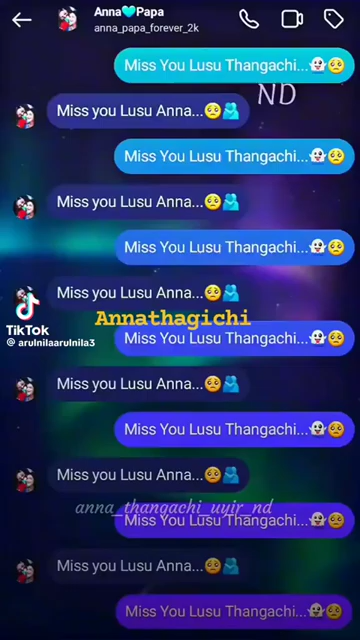 Anna🩵Papa
anna_papa_forever_2k
Miss You Lusu Thangachi...👻🥺
ND
Miss you Lusu Anna...🥺🫂
Miss You Lusu Thangachi...👻🥺
Miss you Lusu Anna...🥺🫂
Miss You Lusu Thangachi...👻🥺
Miss you Lusu Anna...🥺🫂
TikTok
@ arulnilaarulnila3
Annathagichi
Miss You Lusu Thangachi...👻🥺
Miss you Lusu Anna...🥺🫂
Miss You Lusu Thangachi...👻🥺
Miss you Lusu Anna...🥺🫂
anna_thangachi_uyir_nd
Miss You Lusu Thangachi...👻🥺
Miss you Lusu Anna...🥺🫂
Miss You Lusu Thangachi...👻🥺